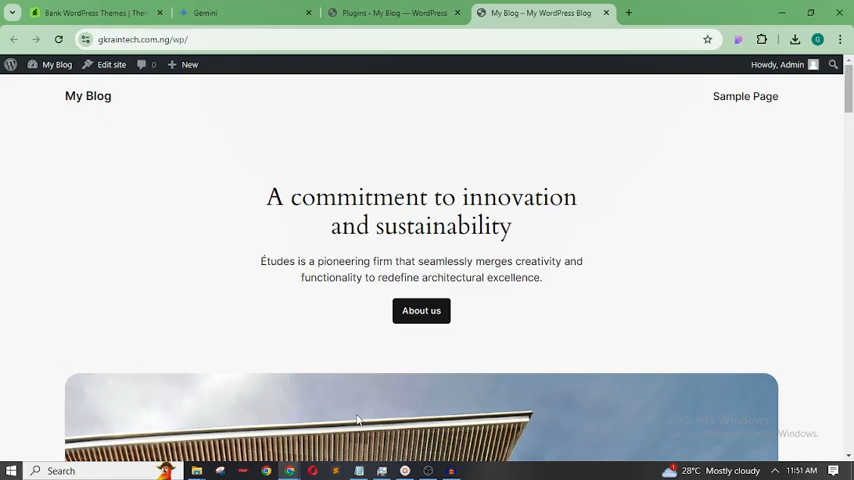 Bank WordPress Themes | Them
Gemini
Plugins ‹ My Blog — WordPress
My Blog – My WordPress Blog
gkraintech.com.ng/wp/
My Blog
Edit site
0
New
Howdy, Admin
My Blog
Sample Page
A commitment to innovation
and sustainability
Études is a pioneering firm that seamlessly merges creativity and
functionality to redefine architectural excellence.
About us
Activate Windows
Windows.
Search
28°C Mostly cloudy
11:51 AM